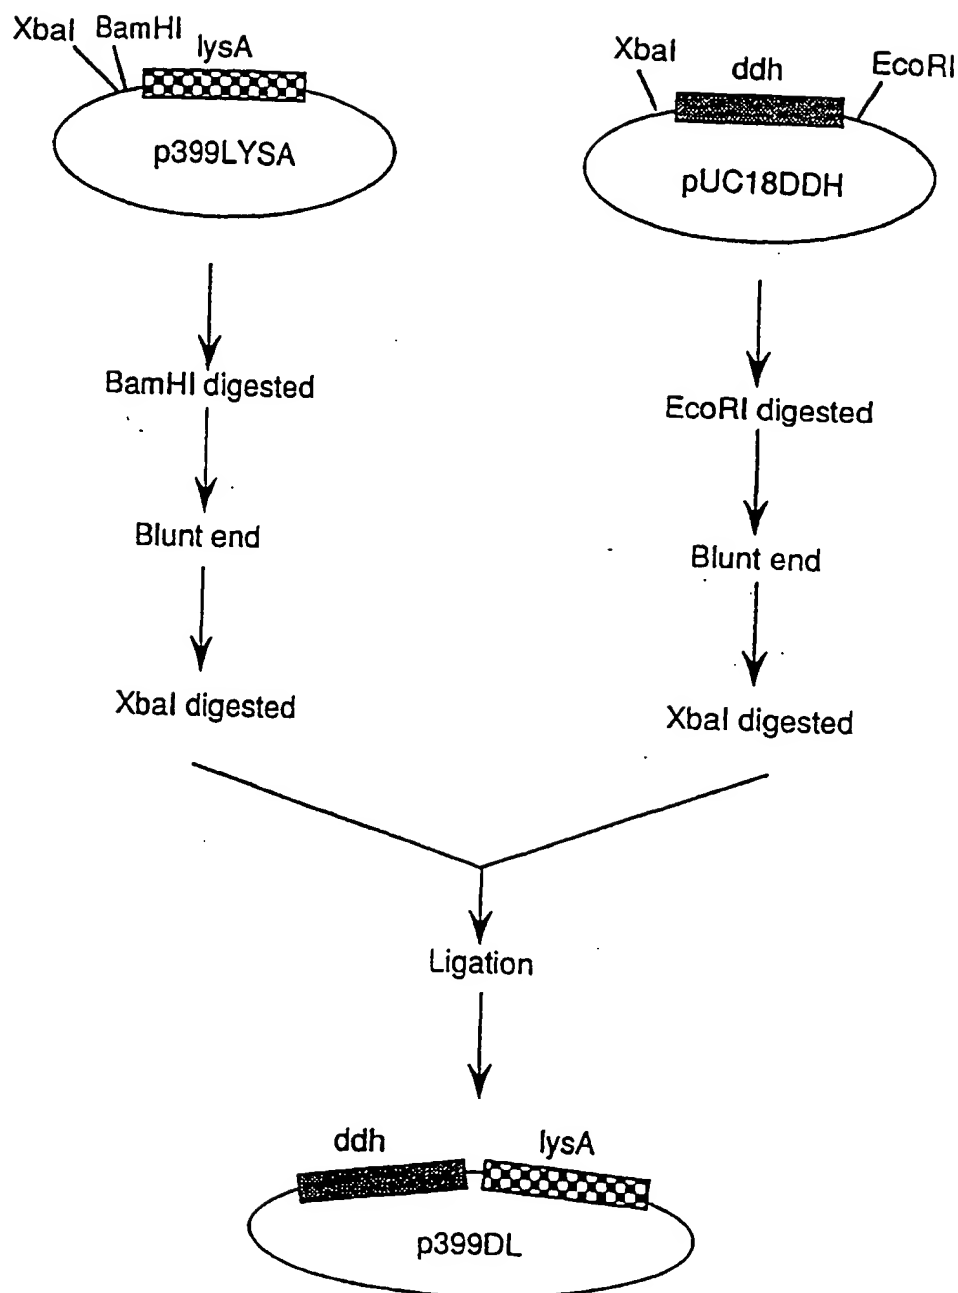 XbaI BamHI
lysA
p399LYSA
XbaI
ddh
EcoRI
pUC18DDH
BamHI digested
EcoRI digested
Blunt end
Blunt end
XbaI digested
XbaI digested
Ligation
ddh
lysA
p399DL